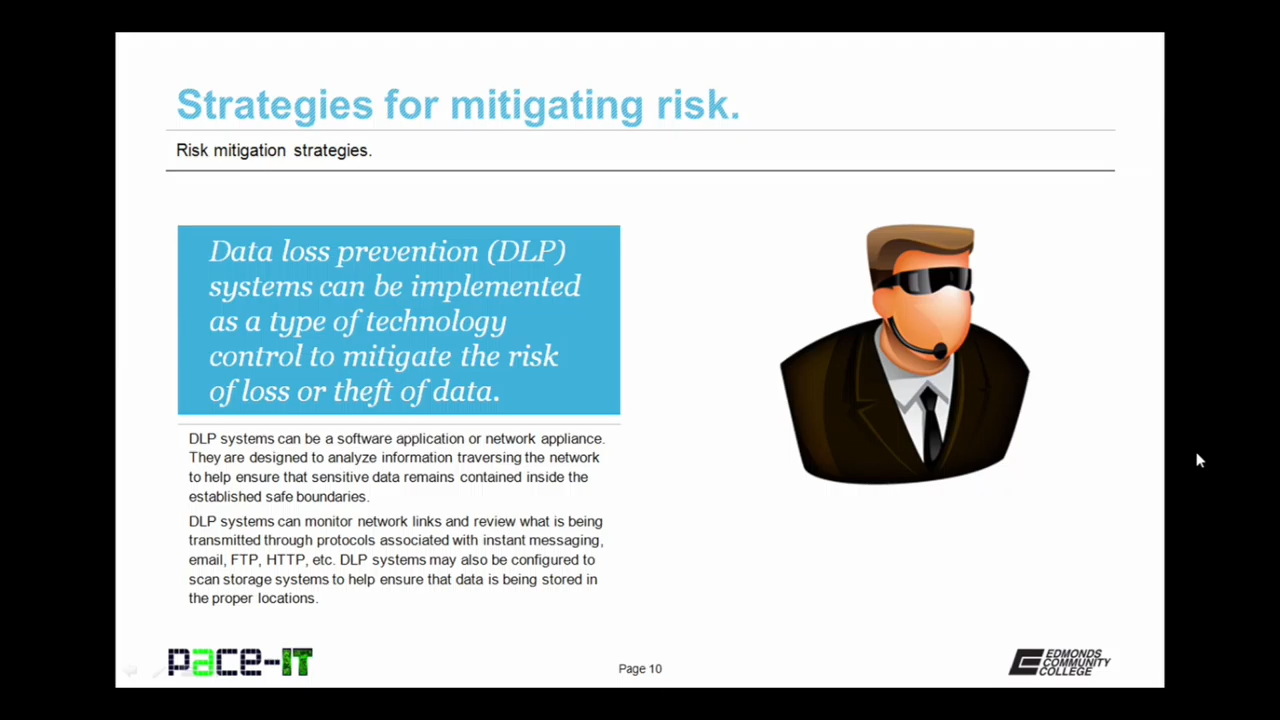 Strategies for mitigating risk.
Risk mitigation strategies.
Data loss prevention (DLP)
systems can be implemented
as a type of technology
control to mitigate the risk
of loss or theft of data.
DLP systems can be a software application or network appliance.
They are designed to analyze information traversing the network
to help ensure that sensitive data remains contained inside the
established safe boundaries.
DLP systems can monitor network links and review what is being
transmitted through protocols associated with instant messaging,
email, FTP, HTTP, etc. DLP systems may also be configured to
scan storage systems to help ensure that data is being stored in
the proper locations.
pace-IT
Page 10
EDMONDS
COMMUNITY
COLLEGE